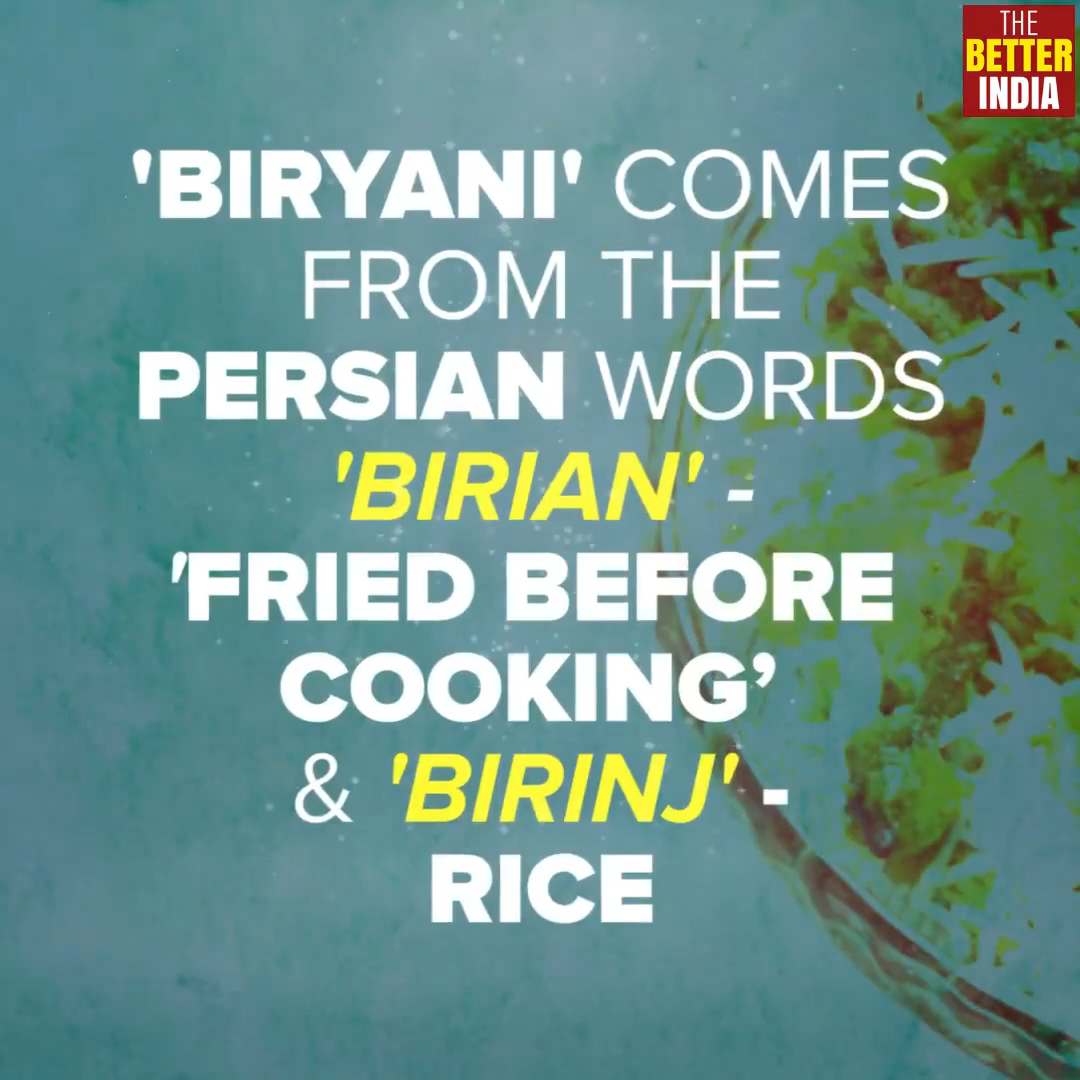 THE
BETTER
INDIA
'BIRYANI' COMES
FROM THE
PERSIAN WORDS
'BIRIAN' -
'FRIED BEFORE
COOKING’
& 'BIRINJ' -
RICE